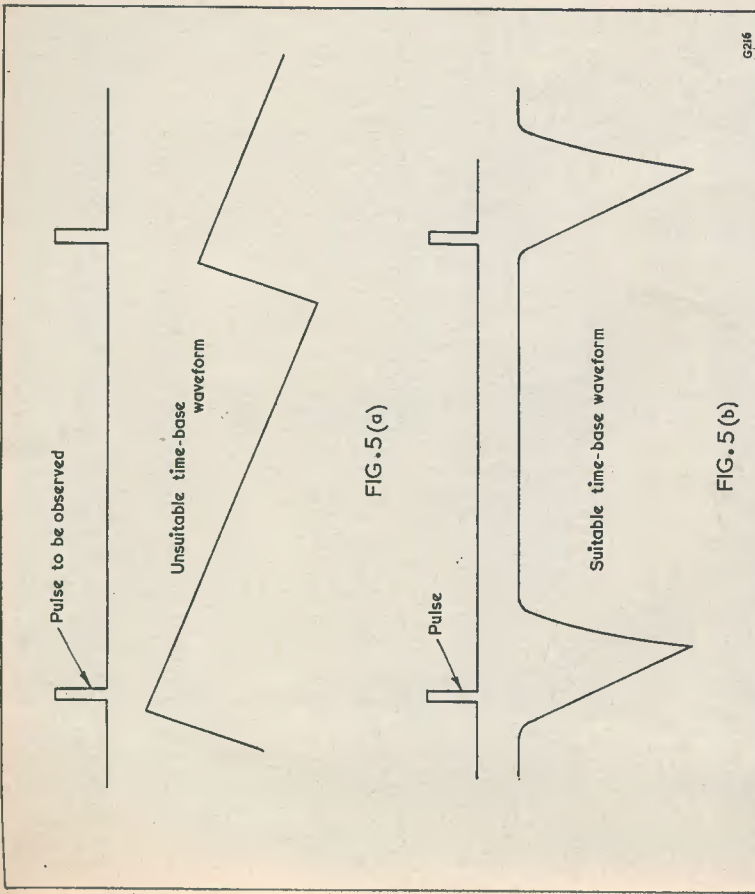 Pulse to be observed
Unsuitable time-base
waveform
FIG. 5 (a)
Pulse
Suitable time-base waveform
FIG. 5 (b)
G216